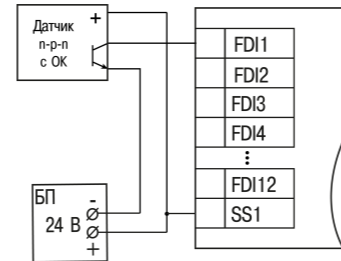 Датчик
n-p-n
с ОК
+
FDI1
FDI2
FDI3
FDI4
⋮
FDI12
SS1
БП
24 В
-
+